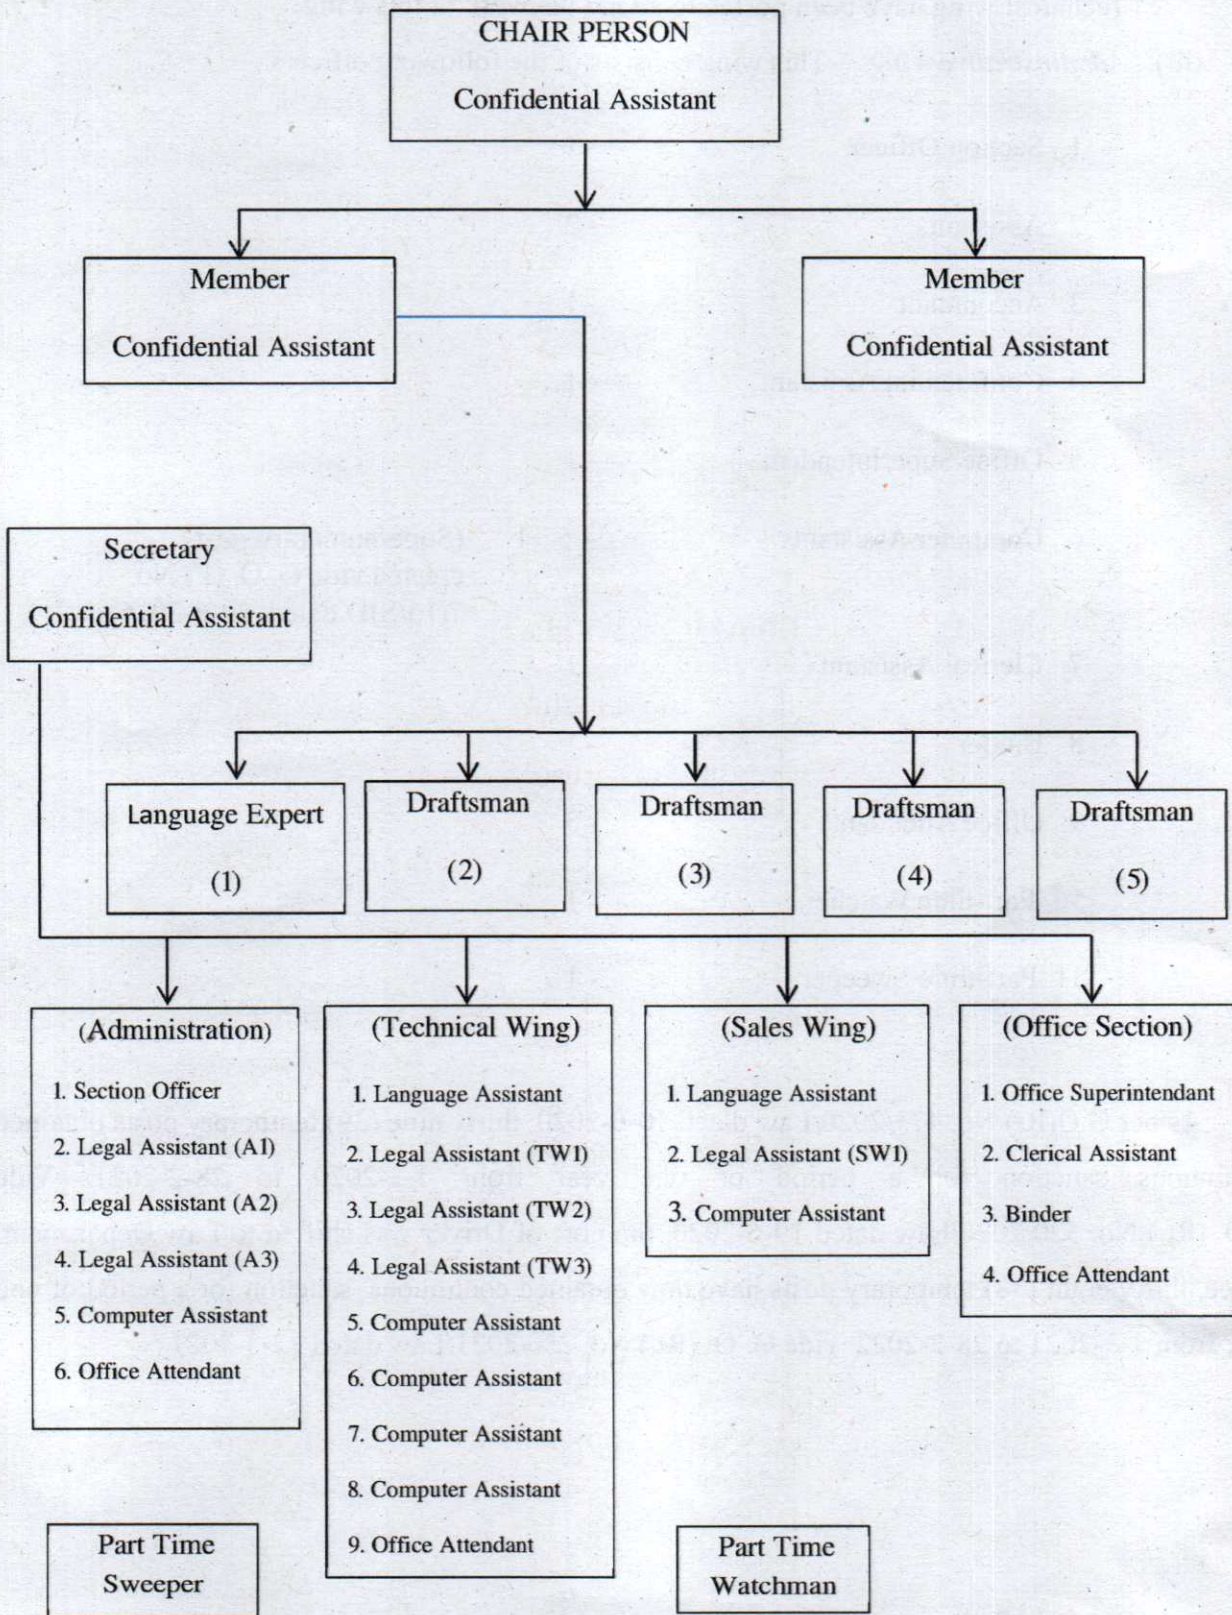 CHAIR PERSON
Confidential Assistant
Member
Confidential Assistant
Member
Confidential Assistant
Secretary
Confidential Assistant
Language Expert
(1)
Draftsman
(2)
Draftsman
(3)
Draftsman
(4)
Draftsman
(5)
(Administration)
1. Section Officer
2. Legal Assistant (A1)
3. Legal Assistant (A2)
4. Legal Assistant (A3)
5. Computer Assistant
6. Office Attendant
(Technical Wing)
1. Language Assistant
2. Legal Assistant (TW1)
3. Legal Assistant (TW2)
4. Legal Assistant (TW3)
5. Computer Assistant
6. Computer Assistant
7. Computer Assistant
8. Computer Assistant
9. Office Attendant
(Sales Wing)
1. Language Assistant
2. Legal Assistant (SW1)
3. Computer Assistant
(Office Section)
1. Office Superintendant
2. Clerical Assistant
3. Binder
4. Office Attendant
Part Time
Sweeper
Part Time
Watchman